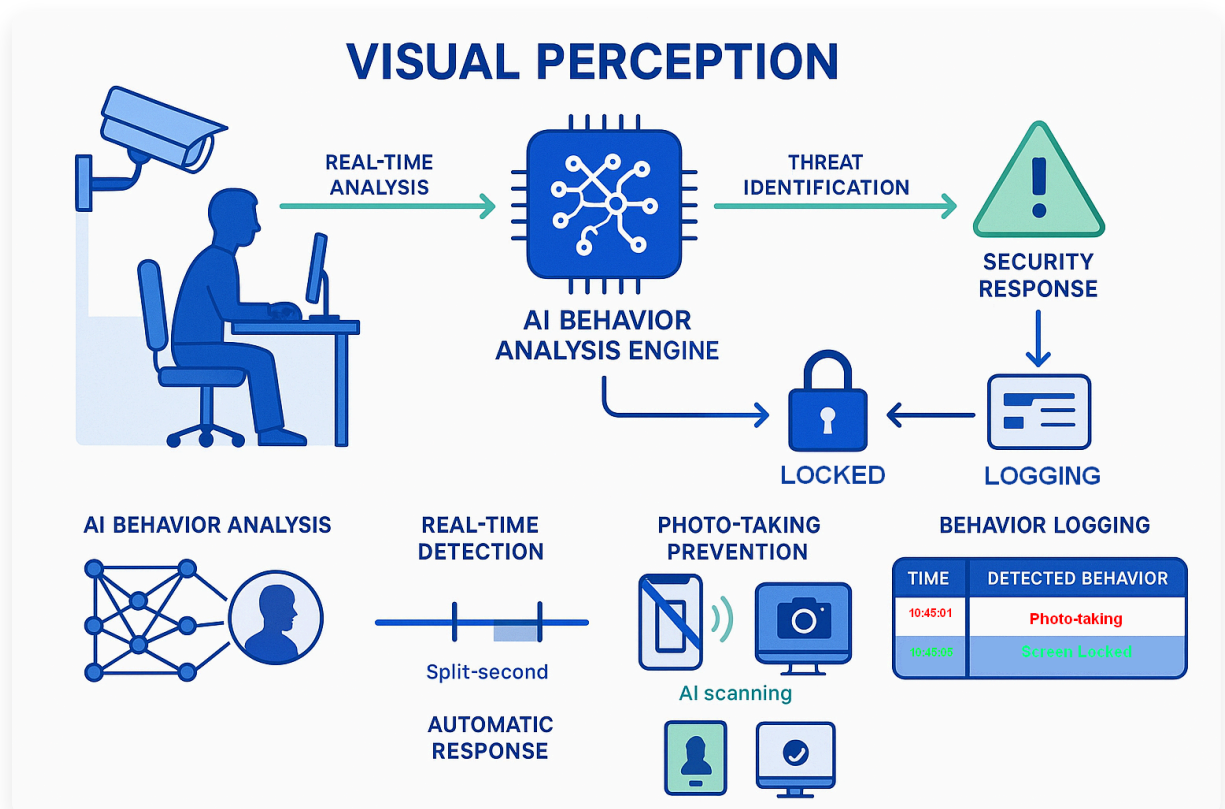 VISUAL PERCEPTION
REAL-TIME
ANALYSIS
THREAT
IDENTIFICATION
SECURITY
RESPONSE
AI BEHAVIOR
ANALYSIS ENGINE
LOCKED
LOGGING
AI BEHAVIOR ANALYSIS
REAL-TIME
DETECTION
Split-second
AUTOMATIC
RESPONSE
PHOTO-TAKING
PREVENTION
AI scanning
BEHAVIOR LOGGING
TIME DETECTED BEHAVIOR
10:45:01 Photo-taking
Screen Locked